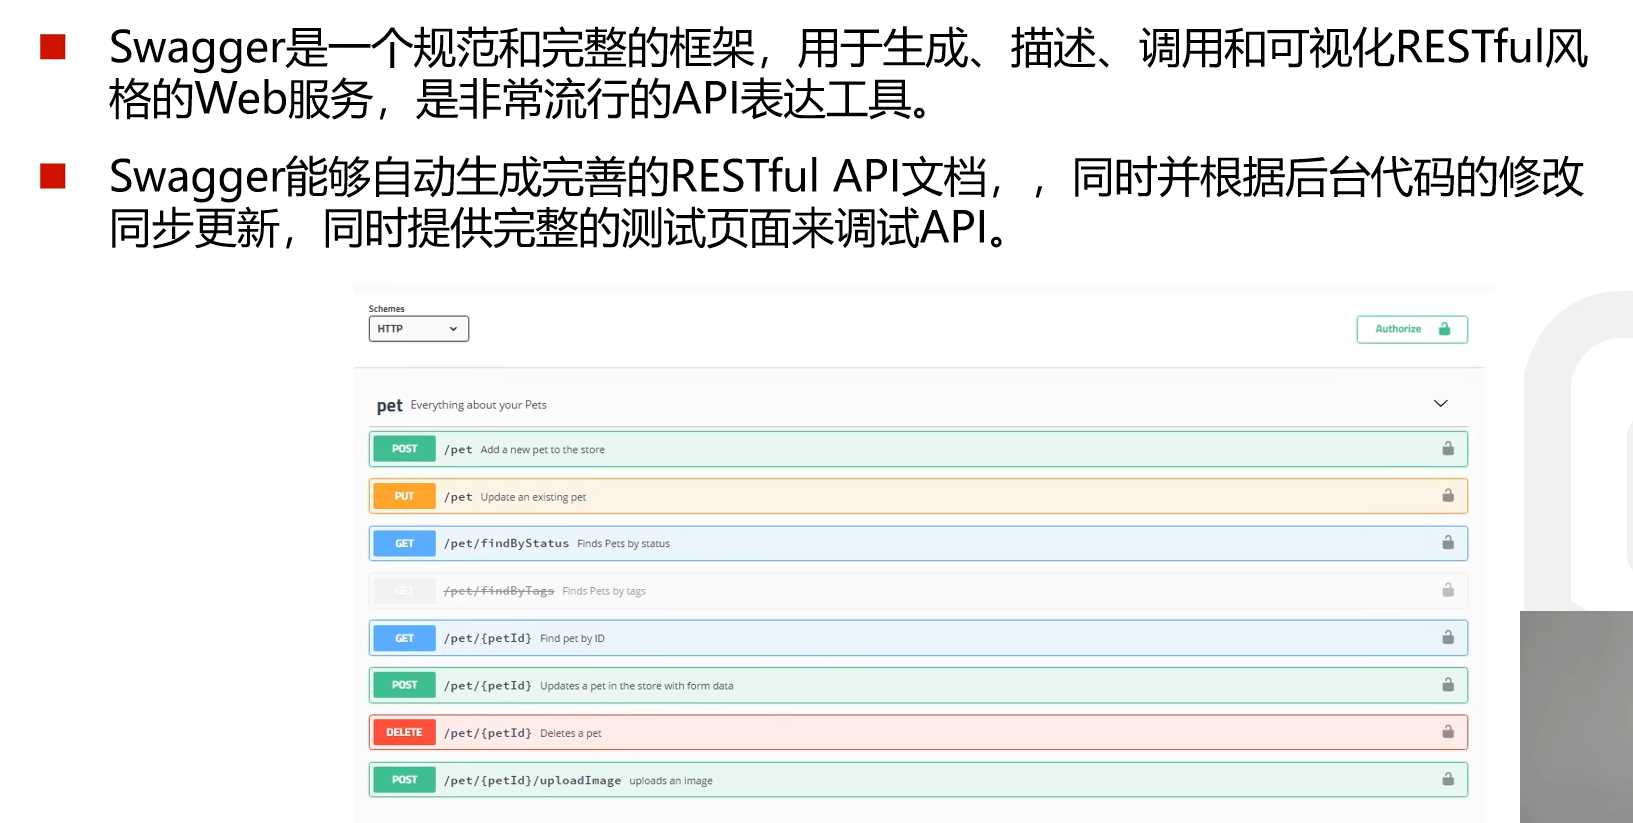 Swagger是一个规范和完整的框架，用于生成、描述、调用和可视化RESTful风
格的Web服务，是非常流行的API表达工具。
Swagger能够自动生成完善的RESTful API文档，，同时并根据后台代码的修改
同步更新，同时提供完整的测试页面来调试API。
Schemes
HTTP
Authorize
pet Everything about your Pets
POST /pet Add a new pet to the store
PUT /pet Update an existing pet
GET /pet/findByStatus Finds Pets by status
GET /pet/findByTags Finds Pets by tags
GET /pet/{petId} Find pet by ID
POST /pet/{petId} Updates a pet in the store with form data
DELETE /pet/{petId} Deletes a pet
POST /pet/{petId}/uploadImage uploads an image